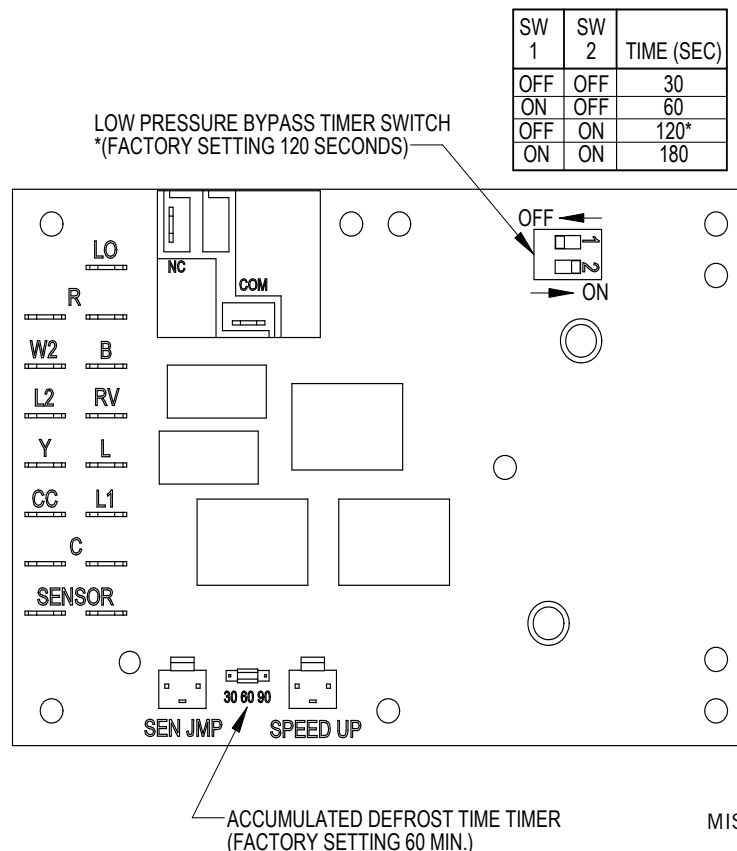 SW SW
1 2 TIME (SEC)
OFF OFF 30
ON OFF 60
OFF ON 120*
ON ON 180
LOW PRESSURE BYPASS TIMER SWITCH
*(FACTORY SETTING 120 SECONDS)
OFF
1
2
ON
LO
NC
COM
R
W2 B
L2 RV
Y L
CC L1
C
SENSOR
30 60 90
SEN JMP SPEED UP
ACCUMULATED DEFROST TIME TIMER
(FACTORY SETTING 60 MIN.)
MIS